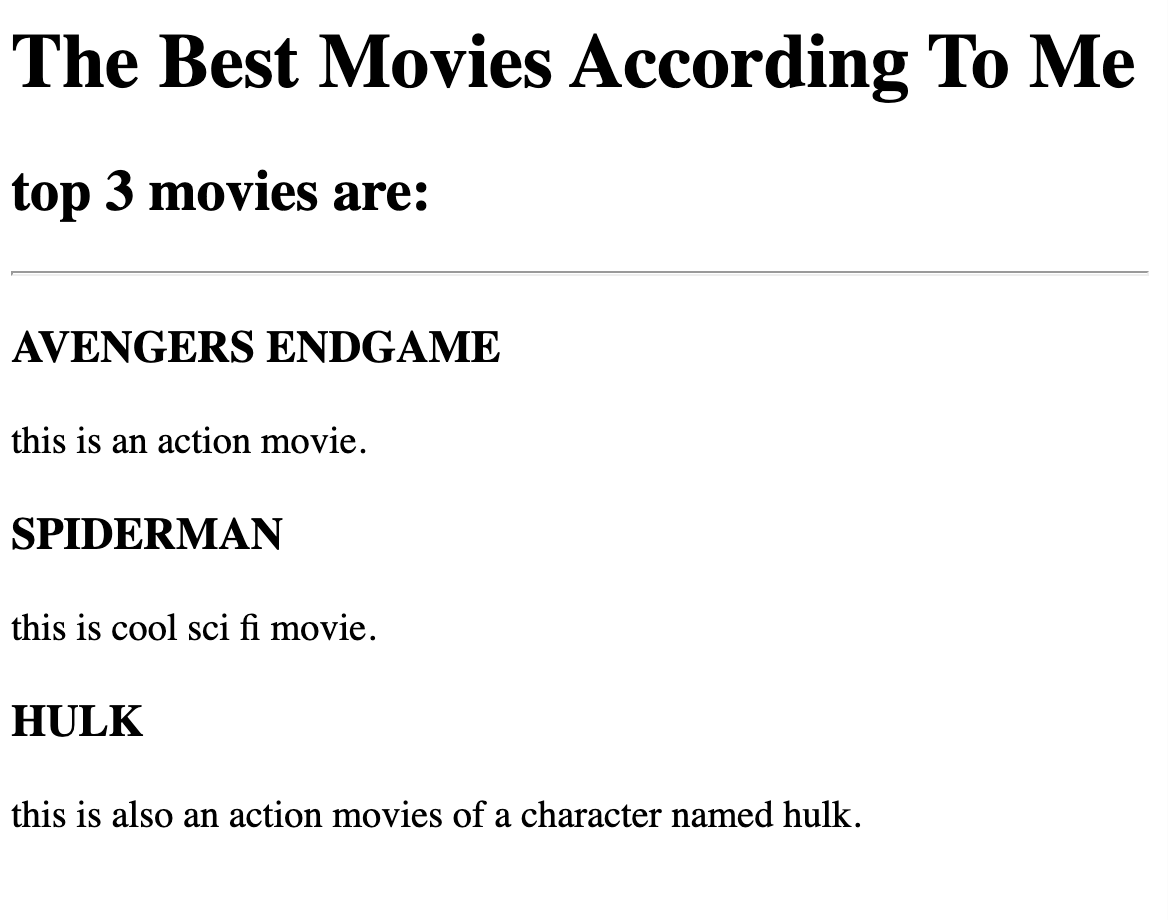 The Best Movies According To Me
top 3 movies are:
AVENGERS ENDGAME
this is an action movie.
SPIDERMAN
this is cool sci fi movie.
HULK
this is also an action movies of a character named hulk.